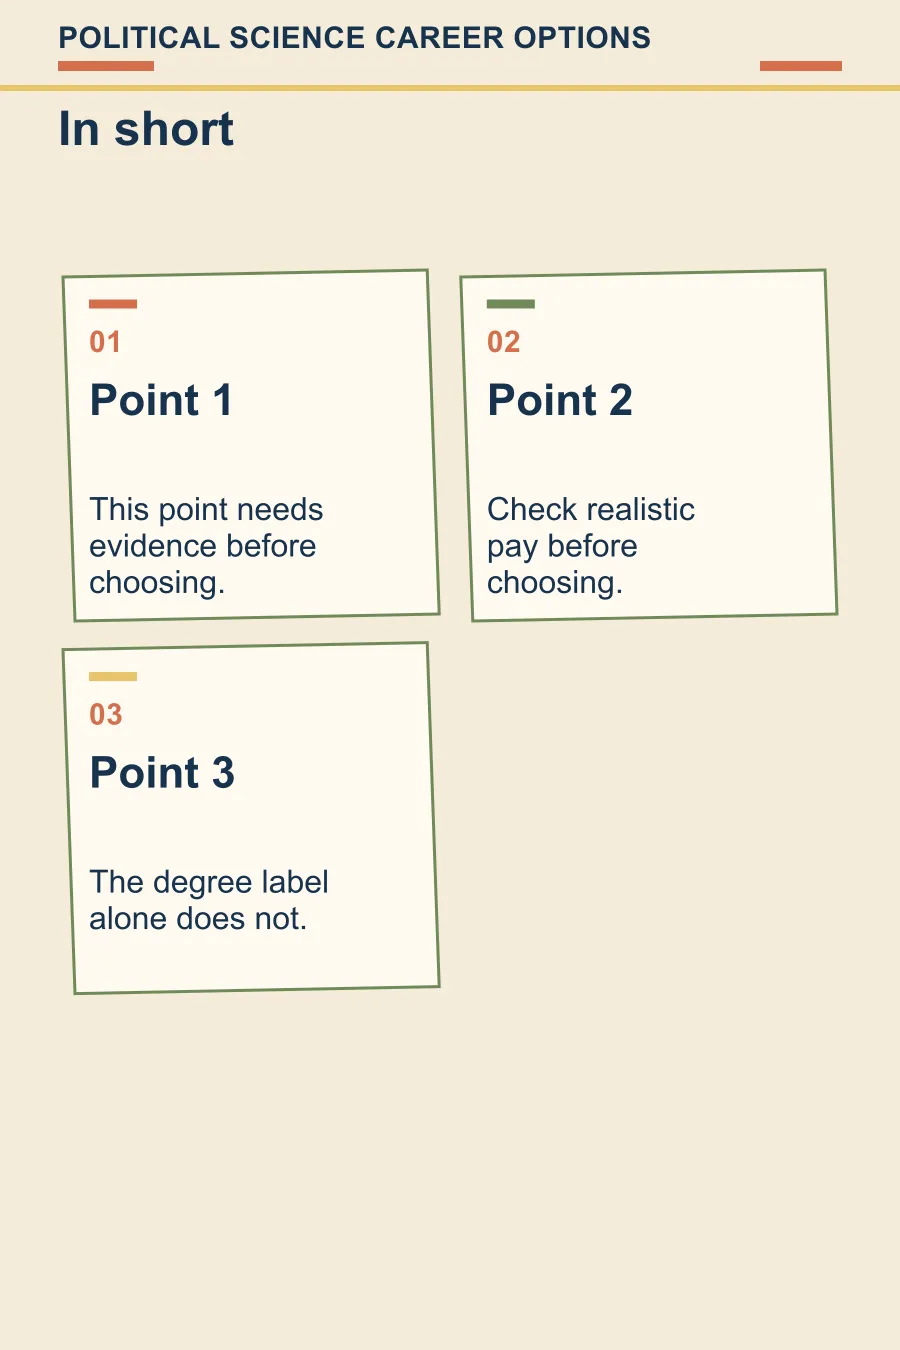 POLITICAL SCIENCE CAREER OPTIONS
In short
01
Point 1
This point needs
evidence before
choosing.
02
Point 2
Check realistic
pay before
choosing.
03
Point 3
The degree label
alone does not.